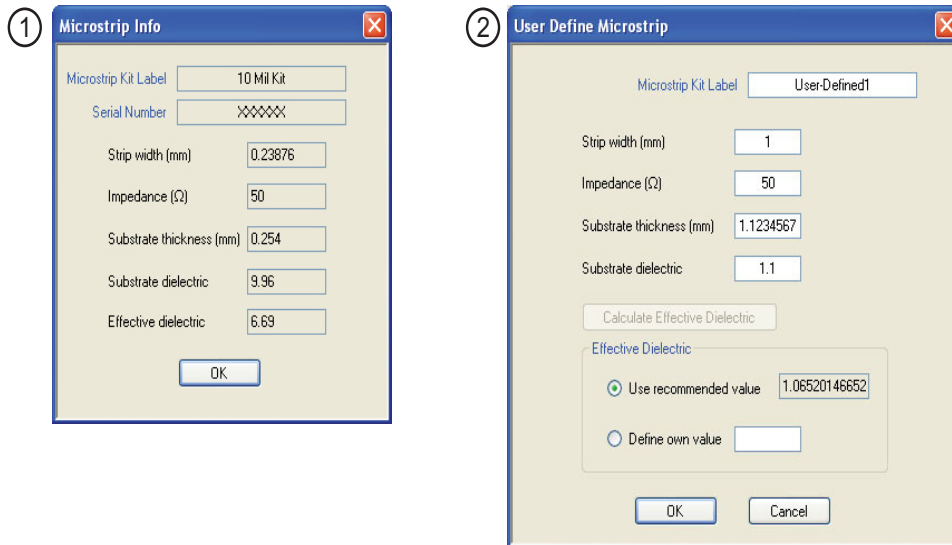 1
Microstrip Info
Microstrip Kit Label 10 Mil Kit
Serial Number XXXXXX
Strip width (mm) 0.23876
Impedance (Ω) 50
Substrate thickness (mm) 0.254
Substrate dielectric 9.96
Effective dielectric 6.69
OK
2
User Define Microstrip
Microstrip Kit Label User-Defined1
Strip width (mm) 1
Impedance (Ω) 50
Substrate thickness (mm) 1.1234567
Substrate dielectric 1.1
Calculate Effective Dielectric
Effective Dielectric
Use recommended value 1.06520146652
Define own value
OK Cancel